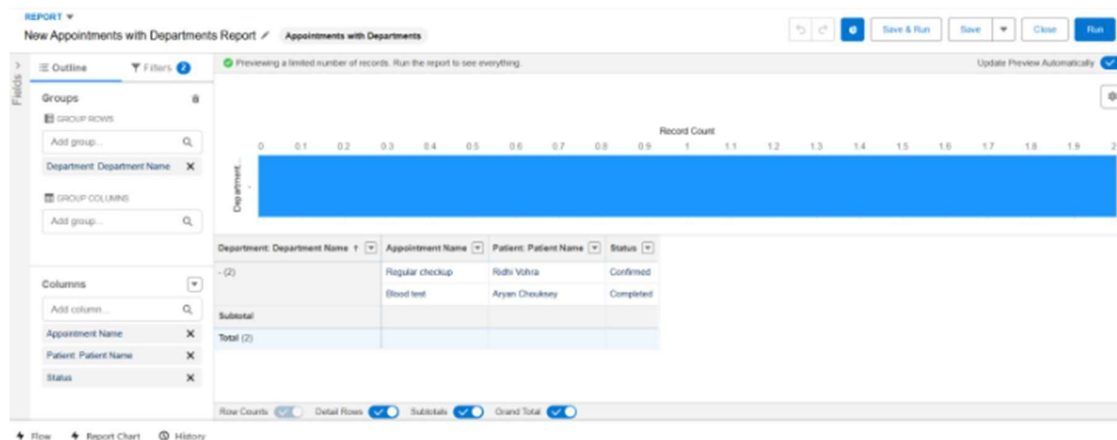 REPORT
New Appointments with Departments Report Appointments with Departments
Save & Run Save Close Run
Fields
Outline Filters 2
Previewing a limited number of records. Run the report to see everything. Update Preview Automatically
Groups
GROUP ROWS
Add group...
Department: Department Name
GROUP COLUMNS
Add group...
Record Count
0 0.1 0.2 0.3 0.4 0.5 0.6 0.7 0.8 0.9 1 1.1 1.2 1.3 1.4 1.5 1.6 1.7 1.8 1.9 2
Department...
-
Department: Department Name ↑ Appointment Name Patient: Patient Name Status
- (2) Regular checkup Ridhi Vohra Confirmed
Blood test Aryan Chouksey Completed
Subtotal
Total (2)
Columns
Add column...
Appointment Name
Patient: Patient Name
Status
Row Counts Detail Rows Subtotals Grand Total
Flow Report Chart History